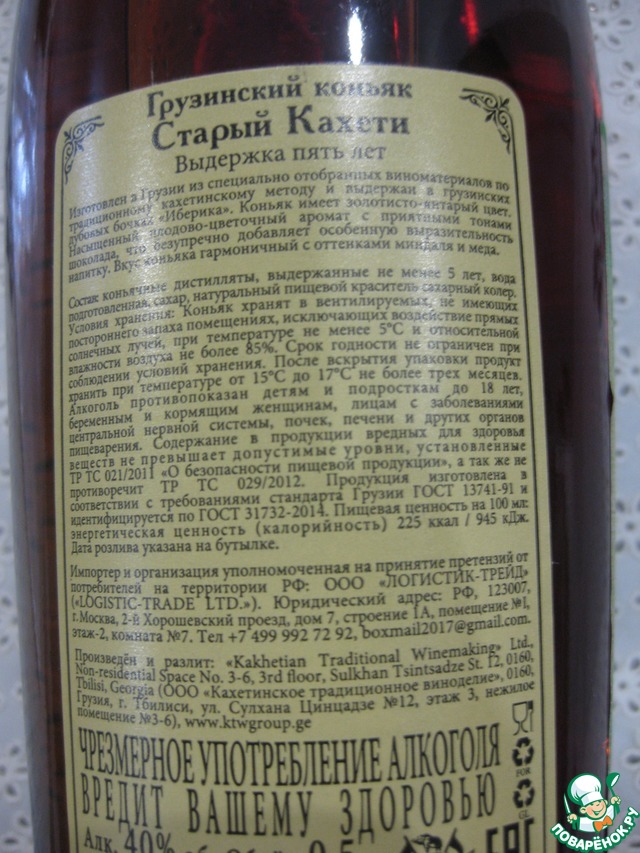 Грузинский коньяк
Старый Кахети
Выдержка пять лет
Изготовлен в Грузии из специально отобранных виноматериалов по
традиционному кахетинскому методу и выдержан в грузинских
дубовых бочках «Иберика». Коньяк имеет золотисто-янтарый цвет.
Насыщенный плодово-цветочный аромат с приятными тонами
шоколада, что безупречно добавляет особенную выразительность
напитку. Вкус коньяка гармоничный с оттенками миндаля и меда.
Состав: коньячные дистилляты, выдержанные не менее 5 лет, вода
подготовленная, сахар, натуральный пищевой краситель сахарный колер.
Условия хранения: Коньяк хранят в вентилируемых, не имеющих
постороннего запаха помещениях, исключающих воздействие прямых
солнечных лучей, при температуре не менее 5°С и относительной
влажности воздуха не более 85%. Срок годности не ограничен при
соблюдении условий хранения. После вскрытия упаковки продукт
хранить при температуре от 15°С до 17°С не более трех месяцев.
Алкоголь противопоказан детям и подросткам до 18 лет,
беременным и кормящим женщинам, лицам с заболеваниями
центральной нервной системы, почек, печени и других органов
пищеварения. Содержание в продукции вредных для здоровья
веществ не превышает допустимые уровни, установленные
ТР ТС 021/2011 «О безопасности пищевой продукции», а так же не
противоречит ТР ТС 029/2012. Продукция изготовлена в
соответствии с требованиями стандарта Грузии ГОСТ 13741-91 и
идентифицируется по ГОСТ 31732-2014. Пищевая ценность на 100 мл:
энергетическая ценность (калорийность) 225 ккал / 945 кДж.
Дата розлива указана на бутылке.
Импортер и организация уполномоченная на принятие претензий от
потребителей на территории РФ: ООО «ЛОГИСТИК-ТРЕЙД»
(«LOGISTIC-TRADE LTD.»). Юридический адрес: РФ, 123007,
г.Москва, 2-й Хорошевский проезд, дом 7, строение 1А, помещение №I,
этаж-2, комната №7. Тел +7 499 992 72 92, boxmail2017@gmail.com.
Произведён и разлит: «Kakhetian Traditional Winemaking» Ltd.,
Non-residential Space No. 3-6, 3rd floor, Sulkhan Tsintsadze St. 12, 0160,
Tbilisi, Georgia (ООО «Кахетинское традиционное виноделие», 0160,
Грузия, г. Тбилиси, ул. Сулхана Цинцадзе №12, этаж 3, нежилое
помещение №3-6), www.ktwgroup.ge
ЧРЕЗМЕРНОЕ УПОТРЕБЛЕНИЕ АЛКОГОЛЯ
ВРЕДИТ ВАШЕМУ ЗДОРОВЬЮ
FOR
GL
Алк. 40% 0,5
EAC
ПОВАРЁНОК.РУ